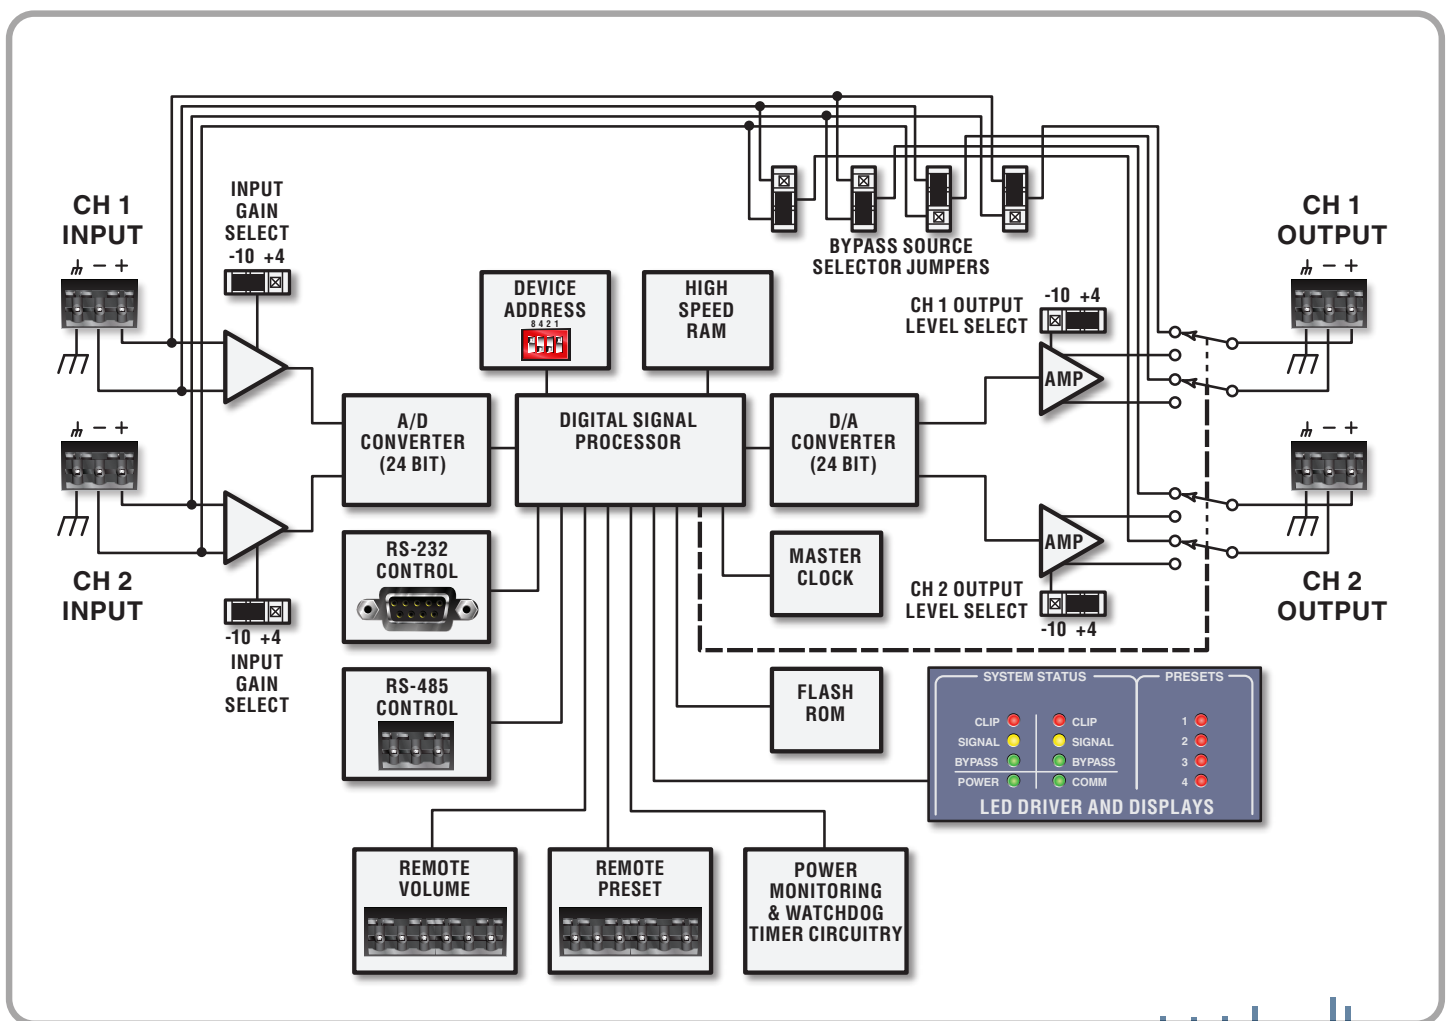 CH 1
INPUT
− +
INPUT
GAIN
SELECT
-10 +4
CH 2
INPUT
− +
-10 +4
INPUT
GAIN
SELECT
A/D
CONVERTER
(24 BIT)
DEVICE
ADDRESS
8 4 2 1
HIGH
SPEED
RAM
DIGITAL SIGNAL
PROCESSOR
D/A
CONVERTER
(24 BIT)
BYPASS SOURCE
SELECTOR JUMPERS
CH 1 OUTPUT
LEVEL SELECT
-10 +4
AMP
CH 1
OUTPUT
− +
AMP
CH 2 OUTPUT
LEVEL SELECT
-10 +4
− +
CH 2
OUTPUT
RS-232
CONTROL
RS-485
CONTROL
MASTER
CLOCK
FLASH
ROM
SYSTEM STATUS
PRESETS
CLIP CLIP 1
SIGNAL SIGNAL 2
BYPASS BYPASS 3
POWER COMM 4
LED DRIVER AND DISPLAYS
REMOTE
VOLUME
REMOTE
PRESET
POWER
MONITORING
& WATCHDOG
TIMER CIRCUITRY